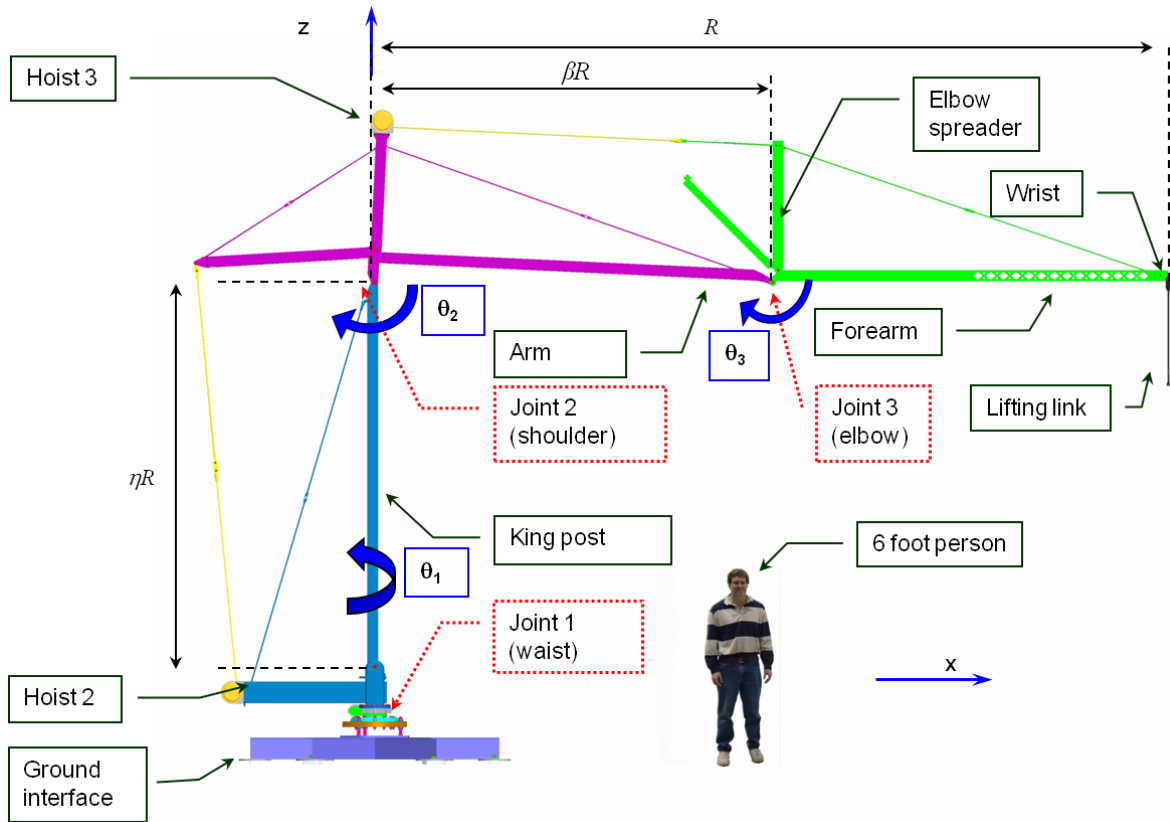 z
R
Hoist 3
βR
Elbow
spreader
Wrist
θ2
θ3
Forearm
Arm
Joint 2
(shoulder)
Joint 3
(elbow)
Lifting link
ηR
King post
6 foot person
θ1
Joint 1
(waist)
x
Hoist 2
Ground
interface